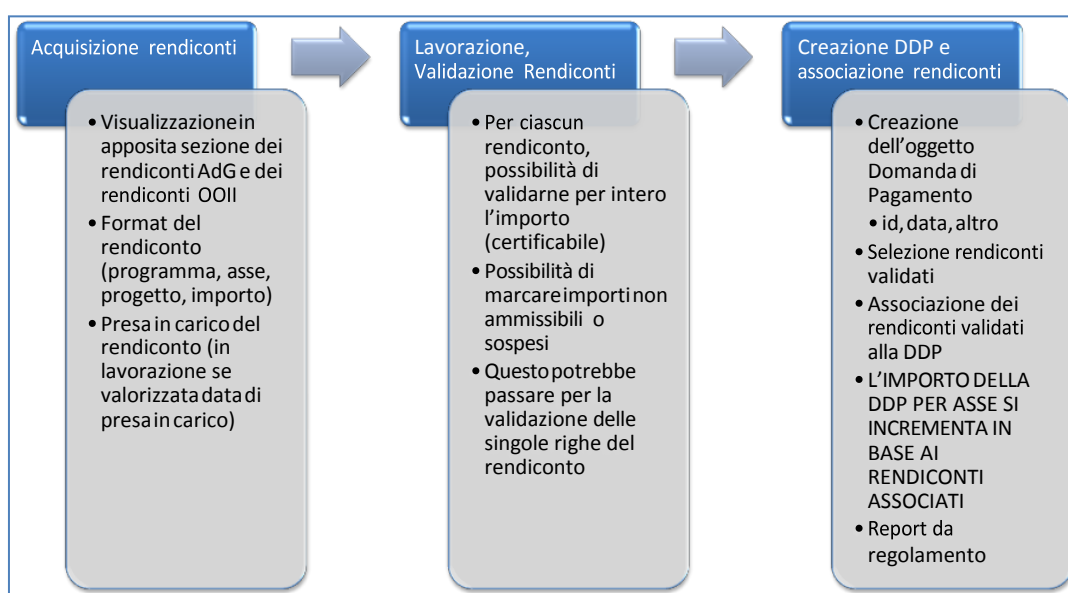 Acquisizione rendiconti
• Visualizzazione in
apposita sezione dei
rendiconti AdG e dei
rendiconti OOII
• Format del
rendiconto
(programma, asse,
progetto, importo)
• Presa in carico del
rendiconto (in
lavorazione se
valorizzata data di
presa in carico)
Lavorazione,
Validazione Rendiconti
• Per ciascun
rendiconto,
possibilità di
validarne per intero
l’importo
(certificabile)
• Possibilità di
marcare importi non
ammissibili o
sospesi
• Questo potrebbe
passare per la
validazione delle
singole righe del
rendiconto
Creazione DDP e
associazione rendiconti
• Creazione
dell’oggetto
Domanda di
Pagamento
• id, data, altro
• Selezione rendiconti
validati
• Associazione dei
rendiconti validati
alla DDP
• L’IMPORTO DELLA
DDP PER ASSE SI
INCREMENTA IN
BASE AI
RENDICONTI
ASSOCIATI
• Report da
regolamento